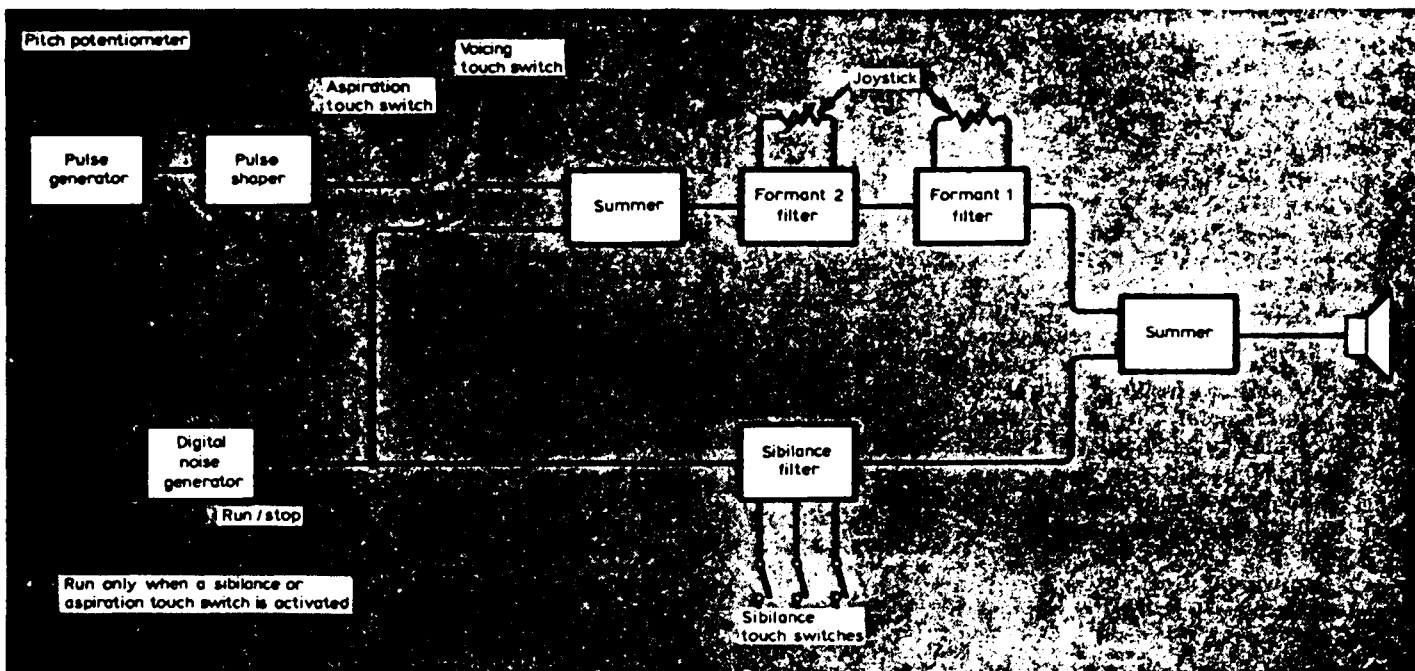 Pitch potentiometer
Voicing
touch switch
Aspiration
touch switch
Joystick
Pulse
generator
Pulse
shaper
Summer
Formant 2
filter
Formant 1
filter
Summer
Digital
noise
generator
Sibilance
filter
Run / stop
Run only when a sibilance or
aspiration touch switch is activated
Sibilance
touch switches